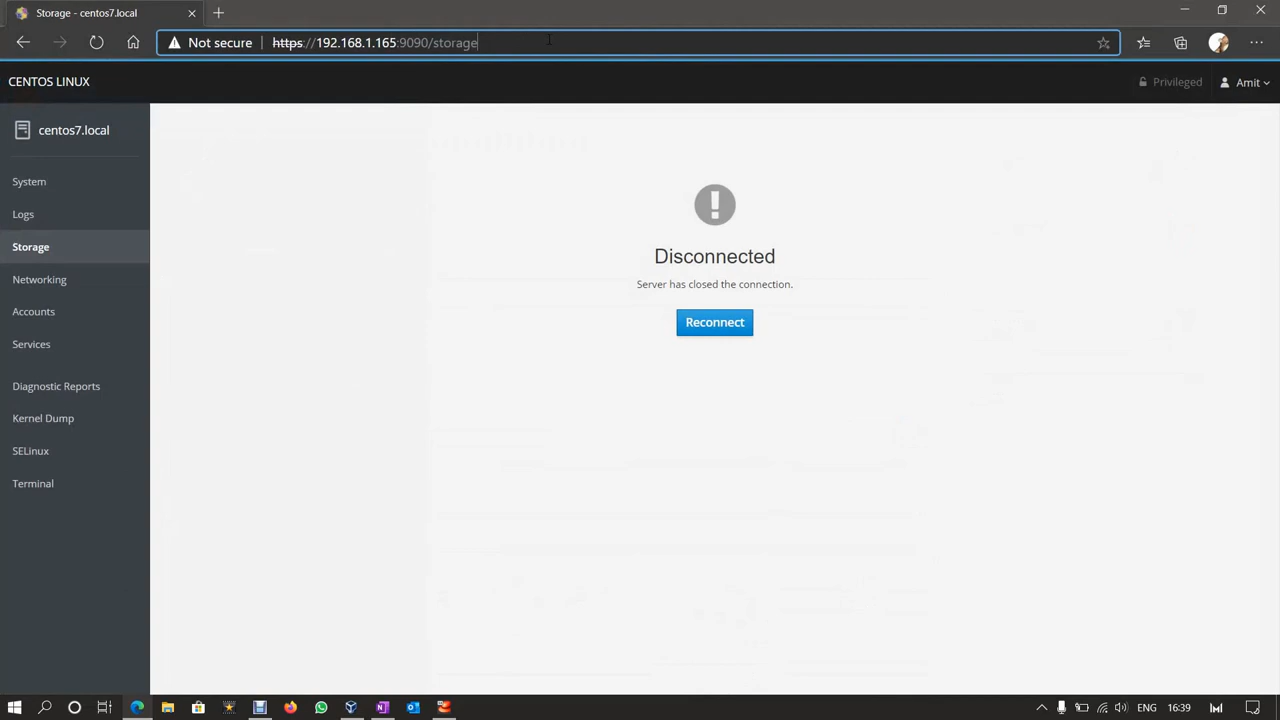 Storage - centos7.local
Not secure
https://192.168.1.165:9090/storage
CENTOS LINUX
Privileged
Amit
centos7.local
System
Logs
Storage
Networking
Accounts
Services
Diagnostic Reports
Kernel Dump
SELinux
Terminal
Disconnected
Server has closed the connection.
Reconnect
ENG
16:39